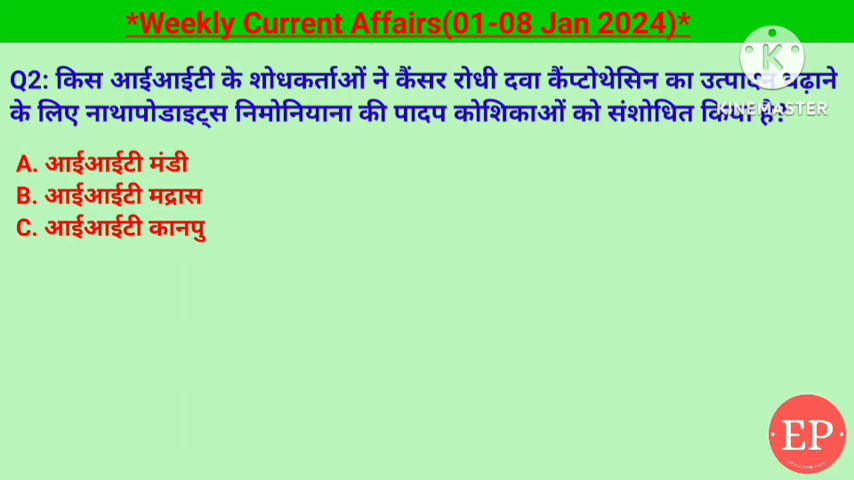 *Weekly Current Affairs(01-08 Jan 2024)*
Q2: किस आईआईटी के शोधकर्ताओं ने कैंसर रोधी दवा कैंप्टोथेसिन का उत्पादन बढ़ाने
के लिए नाथापोडाइट्स निमोनियाना की पादप कोशिकाओं को संशोधित किया है?
K
KINEMASTER
A. आईआईटी मंडी
B. आईआईटी मद्रास
C. आईआईटी कानपु
EP